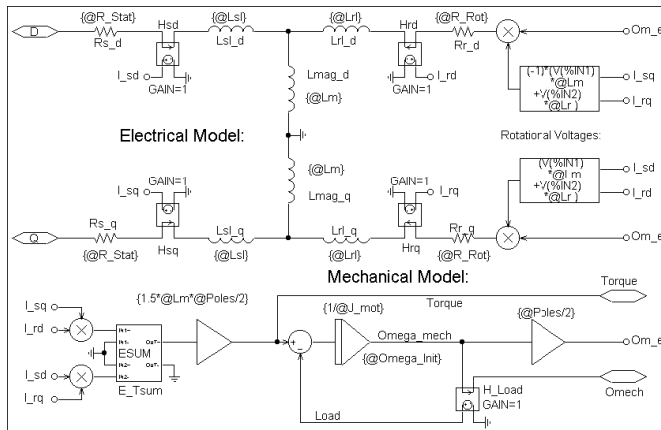 {@R_Stat}
Hsd
{@Lsl}
{@Lrl}
Hrd
{@R_Rot}
D
Rs_d
Lsl_d
Lrl_d
Rr_d
Om_e
I_sd
GAIN=1
Lmag_d
{@Lm}
GAIN=1
I_rd
(-1)*(V(%IN1)
*@Lm
+V(%IN2)
*@Lr )
I_sq
I_rq
Electrical Model:
Rotational Voltages:
I_sq
GAIN=1
{@Lm}
Lmag_q
GAIN=1
I_rq
(V(%IN1)
*@Lm
+V(%IN2)
*@Lr )
I_sd
I_rd
Q
Rs_q
{@R_Stat}
Hsq
Lsl_q
{@Lsl}
Lrl_q
{@Lrl}
Hrq
Rr_q
{@R_Rot}
Om_e
Mechanical Model:
Torque
I_sq
I_rd
{1.5*@Lm*@Poles/2}
{1/@J_mot}
Torque
{@Poles/2}
ESUM
E_Tsum
Omega_mech
{@Omega_Init}
Om_e
I_sd
I_rq
H_Load
GAIN=1
Omech
Load